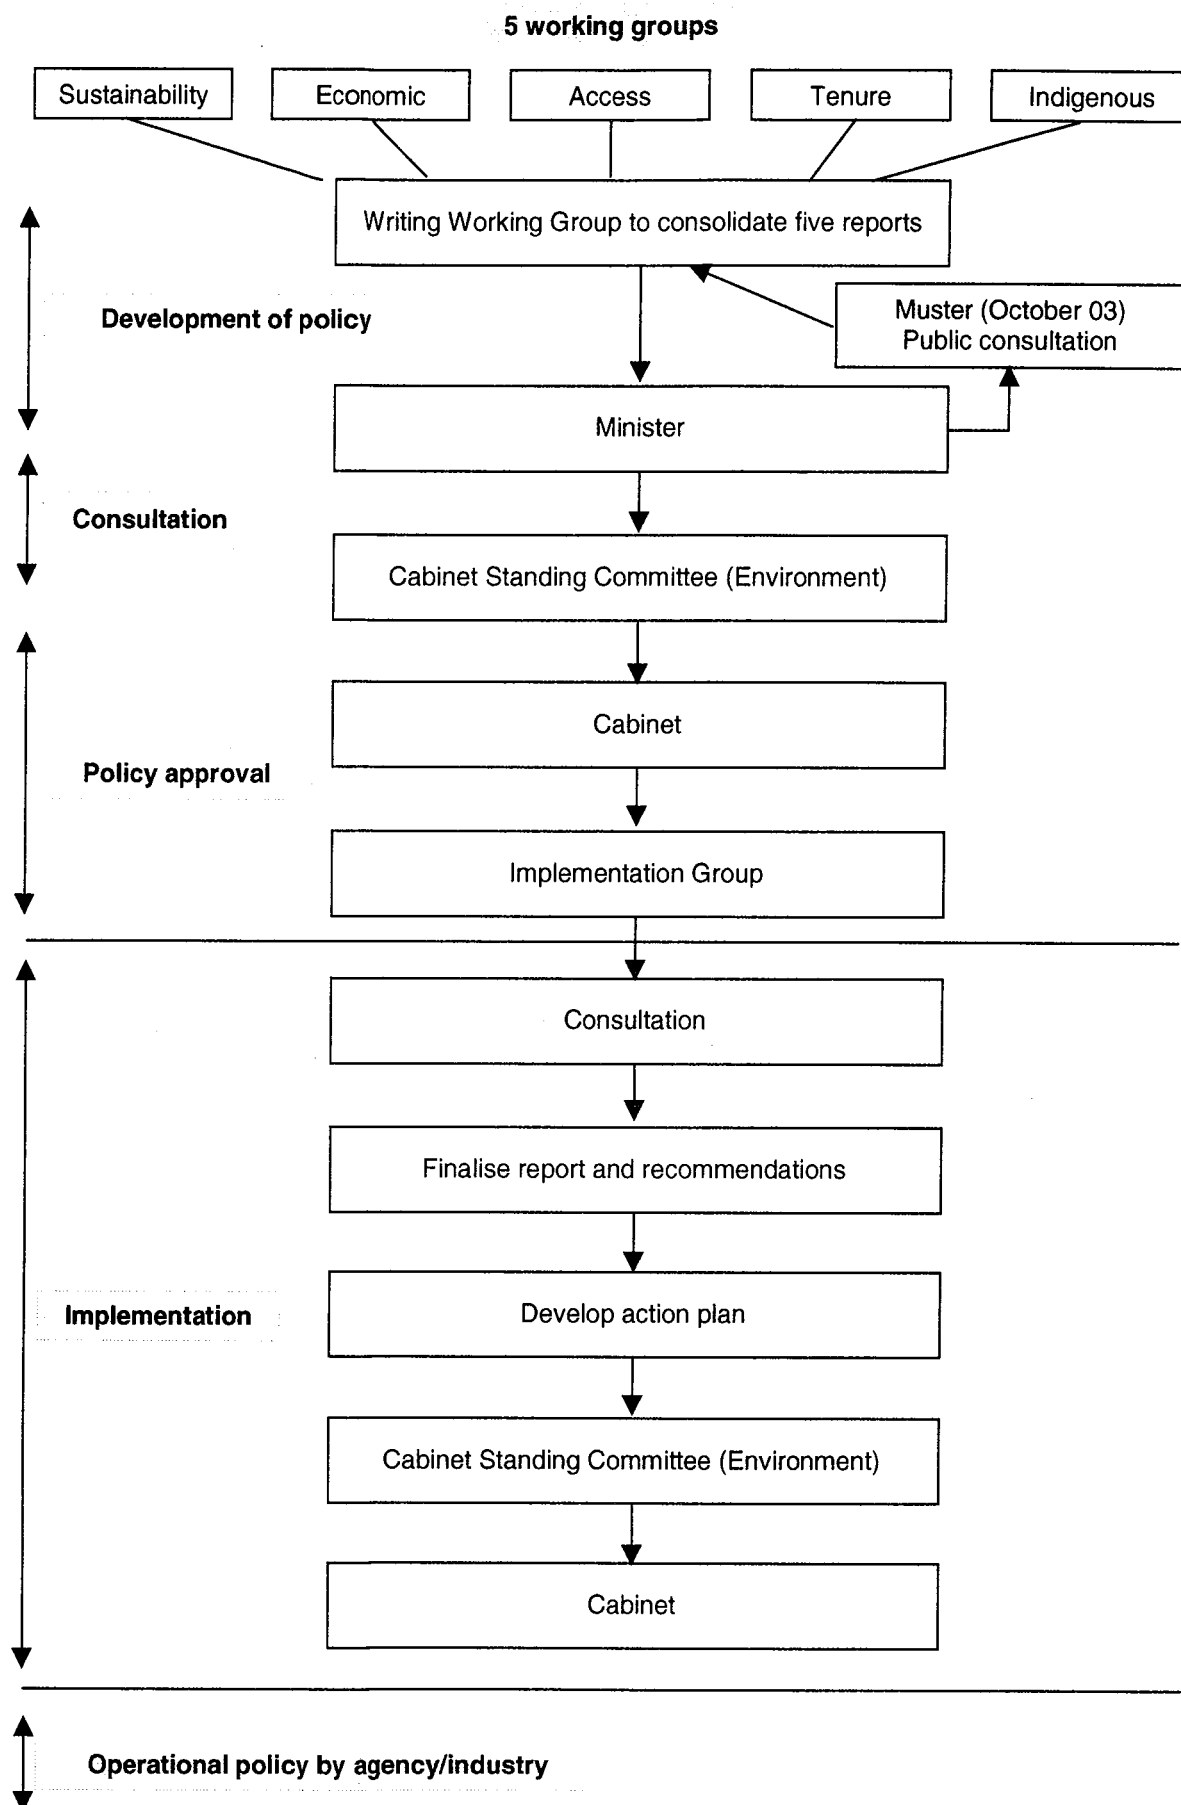 5 working groups
Sustainability
Economic
Access
Tenure
Indigenous
Writing Working Group to consolidate five reports
Development of policy
Muster (October 03)
Public consultation
Minister
Consultation
Cabinet Standing Committee (Environment)
Cabinet
Policy approval
Implementation Group
Consultation
Finalise report and recommendations
Implementation
Develop action plan
Cabinet Standing Committee (Environment)
Cabinet
Operational policy by agency/industry